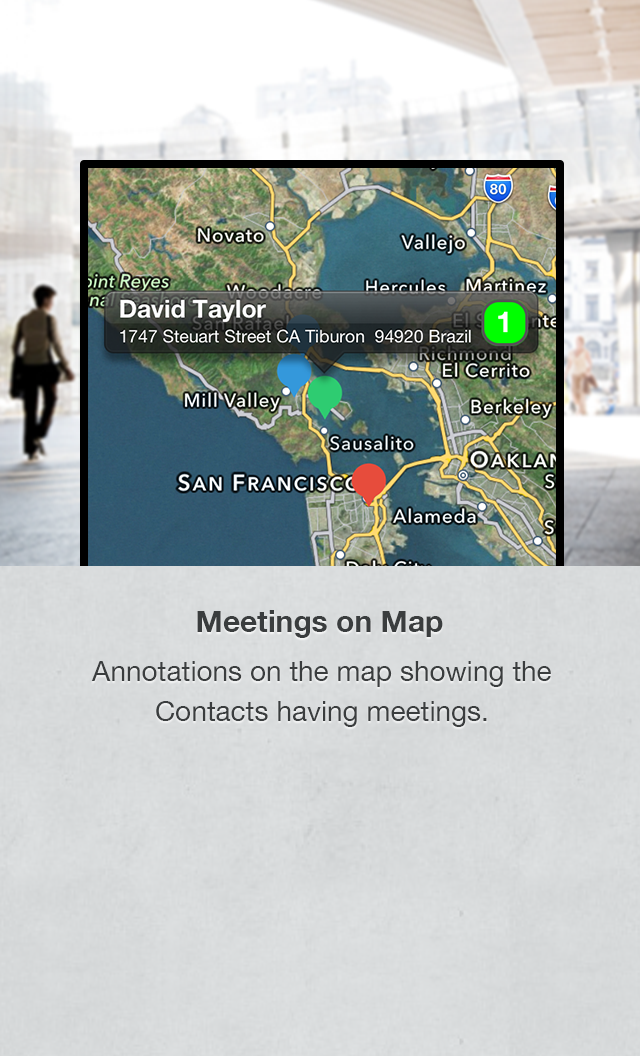 80
Novato
Vallejo
oint Reyes
Hercules
Martinez
Woodacre
David Taylor
1
San Rafael
1747 Steuart Street CA Tiburon 94920 Brazil
Richmond
El Cerrito
Mill Valley
Berkeley
Sausalito
OAKLAN
SAN FRANCISCO
S
Alameda
S
Meetings on Map
Annotations on the map showing the
Contacts having meetings.